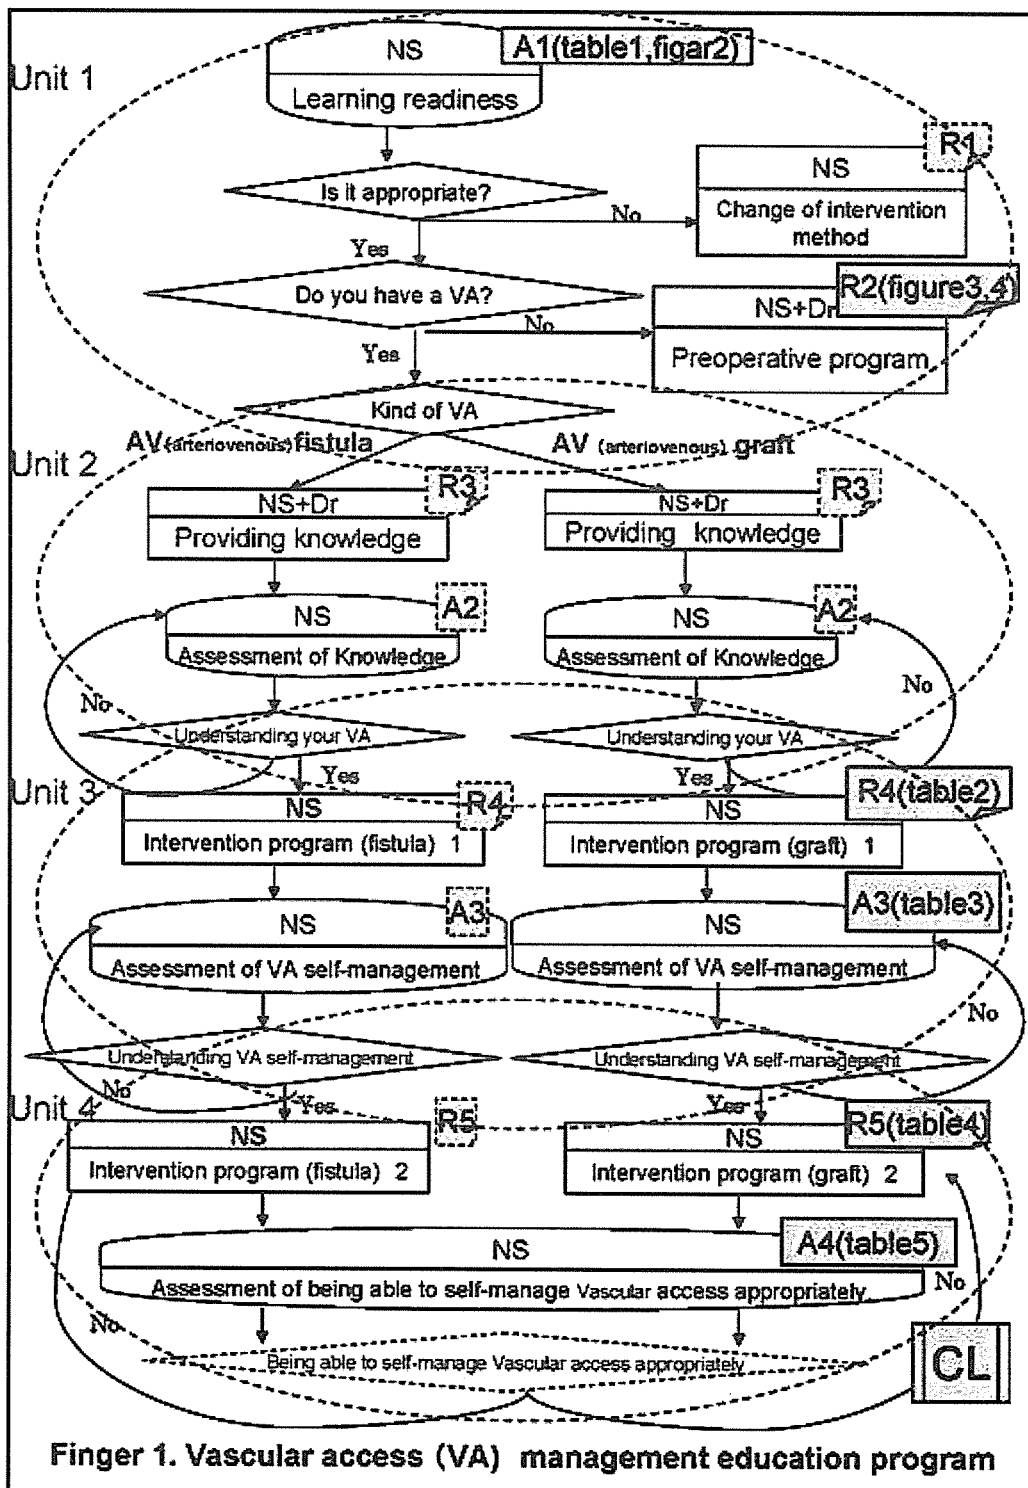 Unit 1
NS
A1(table1,figar2)
Learning readiness
R1
Is it appropriate?
NS
No
Change of intervention
method
Yes
Do you have a VA?
R2(figure3,4)
NS+Dr
No
Yes
Preoperative program
Kind of VA
AV(arteriovenous)fistula
AV (arteriovenous) graft
Unit 2
R3
R3
NS+Dr
NS+Dr
Providing knowledge
Providing knowledge
A2
A2
NS
NS
Assessment of Knowledge
Assessment of Knowledge
No
No
Understanding your VA
Understanding your VA
Unit 3
Yes
Yes
R4
R4(table2)
NS
NS
Intervention program (fistula) 1
Intervention program (graft) 1
A3
A3(table3)
NS
NS
Assessment of VA self-management
Assessment of VA self-management
No
Understanding VA self-management
Understanding VA self-management
No
Unit 4
Yes
Yes
R5
R5(table4)
NS
NS
Intervention program (fistula) 2
Intervention program (graft) 2
A4(table5)
NS
Assessment of being able to self-manage Vascular access appropriately
No
No
Being able to self-manage Vascular access appropriately
CL
Finger 1. Vascular access (VA) management education program